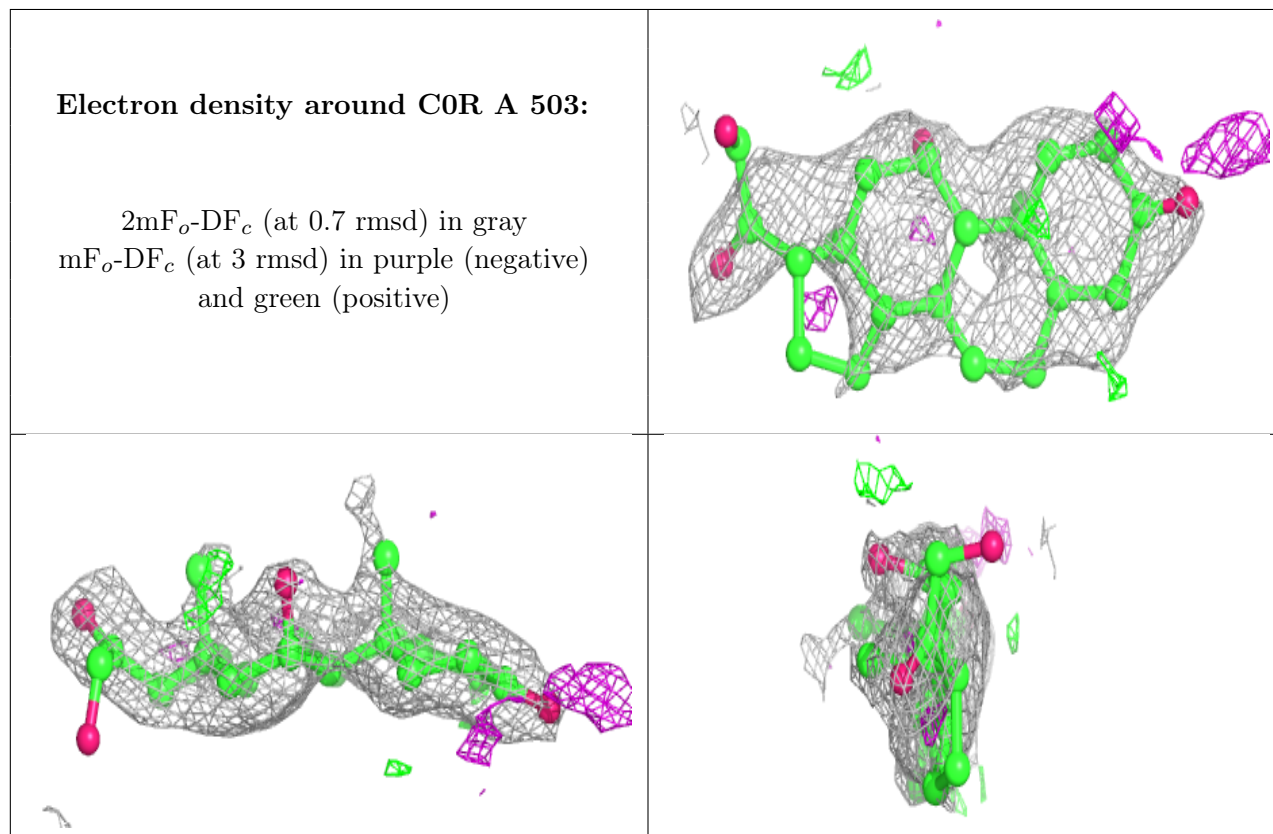 Electron density around C0R A 503:
2mFo-DFc (at 0.7 rmsd) in gray
mFo-DFc (at 3 rmsd) in purple (negative)
and green (positive)